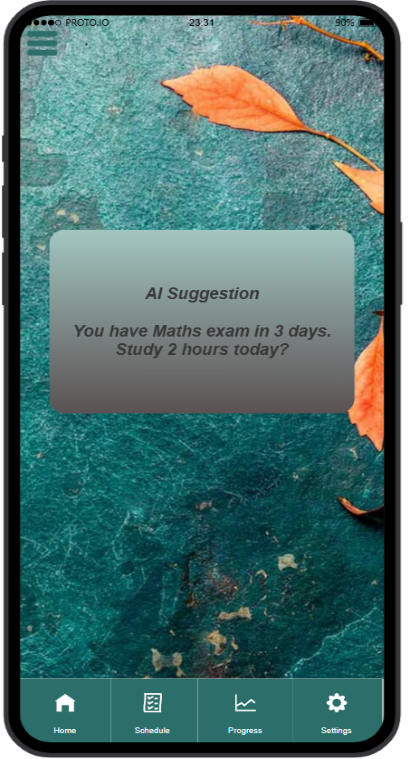 PROTO.IO 23:31 90%
AI Suggestion
You have Maths exam in 3 days.
Study 2 hours today?
Home Schedule Progress Settings